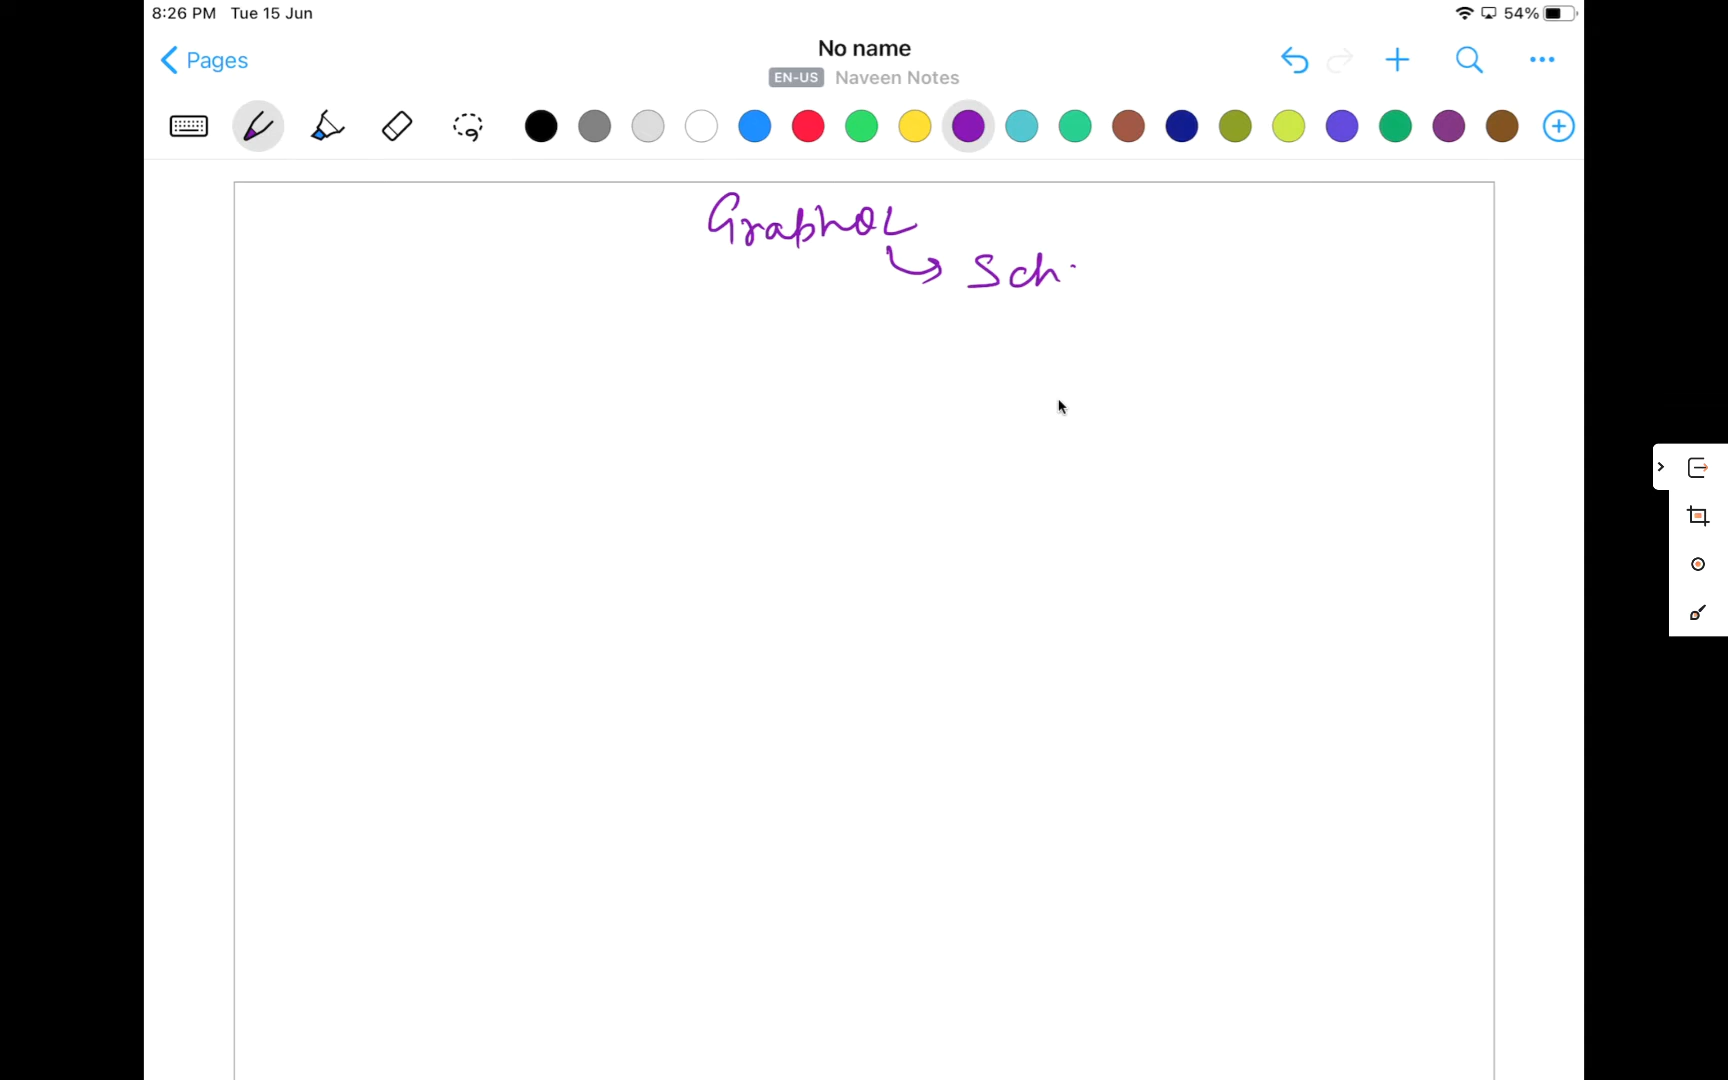 8:26 PM Tue 15 Jun
54%
Pages
No name
EN-US Naveen Notes
GraphQL
Sch